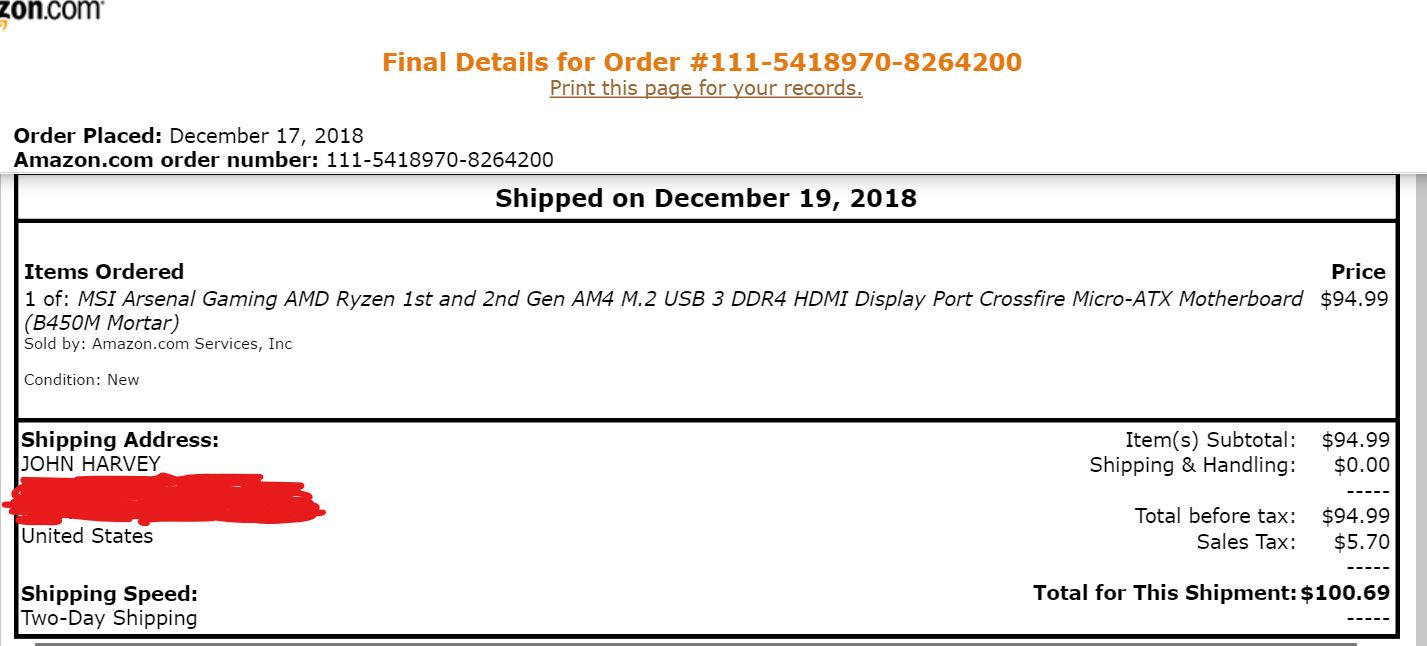 zon.com
Final Details for Order #111-5418970-8264200
Print this page for your records.
Order Placed: December 17, 2018
Amazon.com order number: 111-5418970-8264200
Shipped on December 19, 2018
Items Ordered Price
1 of: MSI Arsenal Gaming AMD Ryzen 1st and 2nd Gen AM4 M.2 USB 3 DDR4 HDMI Display Port Crossfire Micro-ATX Motherboard $94.99
(B450M Mortar)
Sold by: Amazon.com Services, Inc
Condition: New
Shipping Address: Item(s) Subtotal: $94.99
JOHN HARVEY Shipping & Handling: $0.00
-----
Total before tax: $94.99
United States Sales Tax: $5.70
-----
Shipping Speed: Total for This Shipment: $100.69
Two-Day Shipping -----